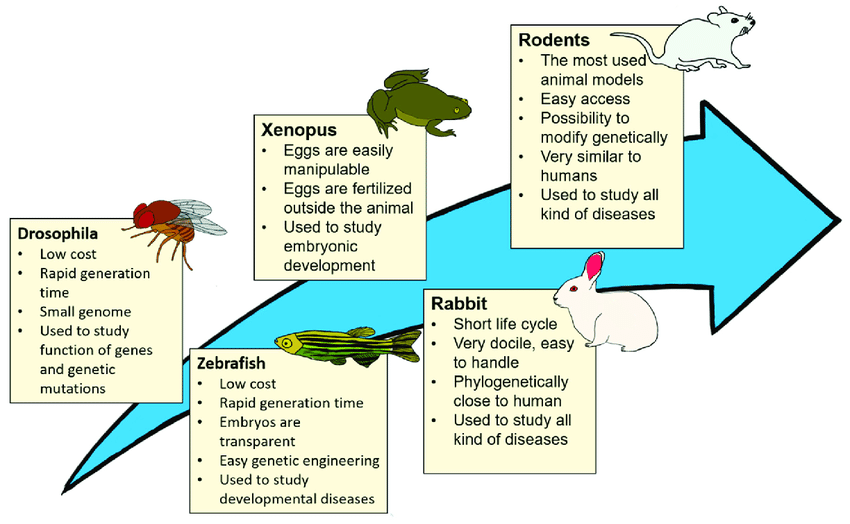 Drosophila
• Low cost
• Rapid generation
time
• Small genome
• Used to study
function of genes
and genetic
mutations
Zebrafish
• Low cost
• Rapid generation time
• Embryos are
transparent
• Easy genetic engineering
• Used to study
developmental diseases
Xenopus
• Eggs are easily
manipulable
• Eggs are fertilized
outside the animal
• Used to study
embryonic
development
Rabbit
• Short life cycle
• Very docile, easy
to handle
• Phylogenetically
close to human
• Used to study all
kind of diseases
Rodents
• The most used
animal models
• Easy access
• Possibility to
modify genetically
• Very similar to
humans
• Used to study all
kind of diseases